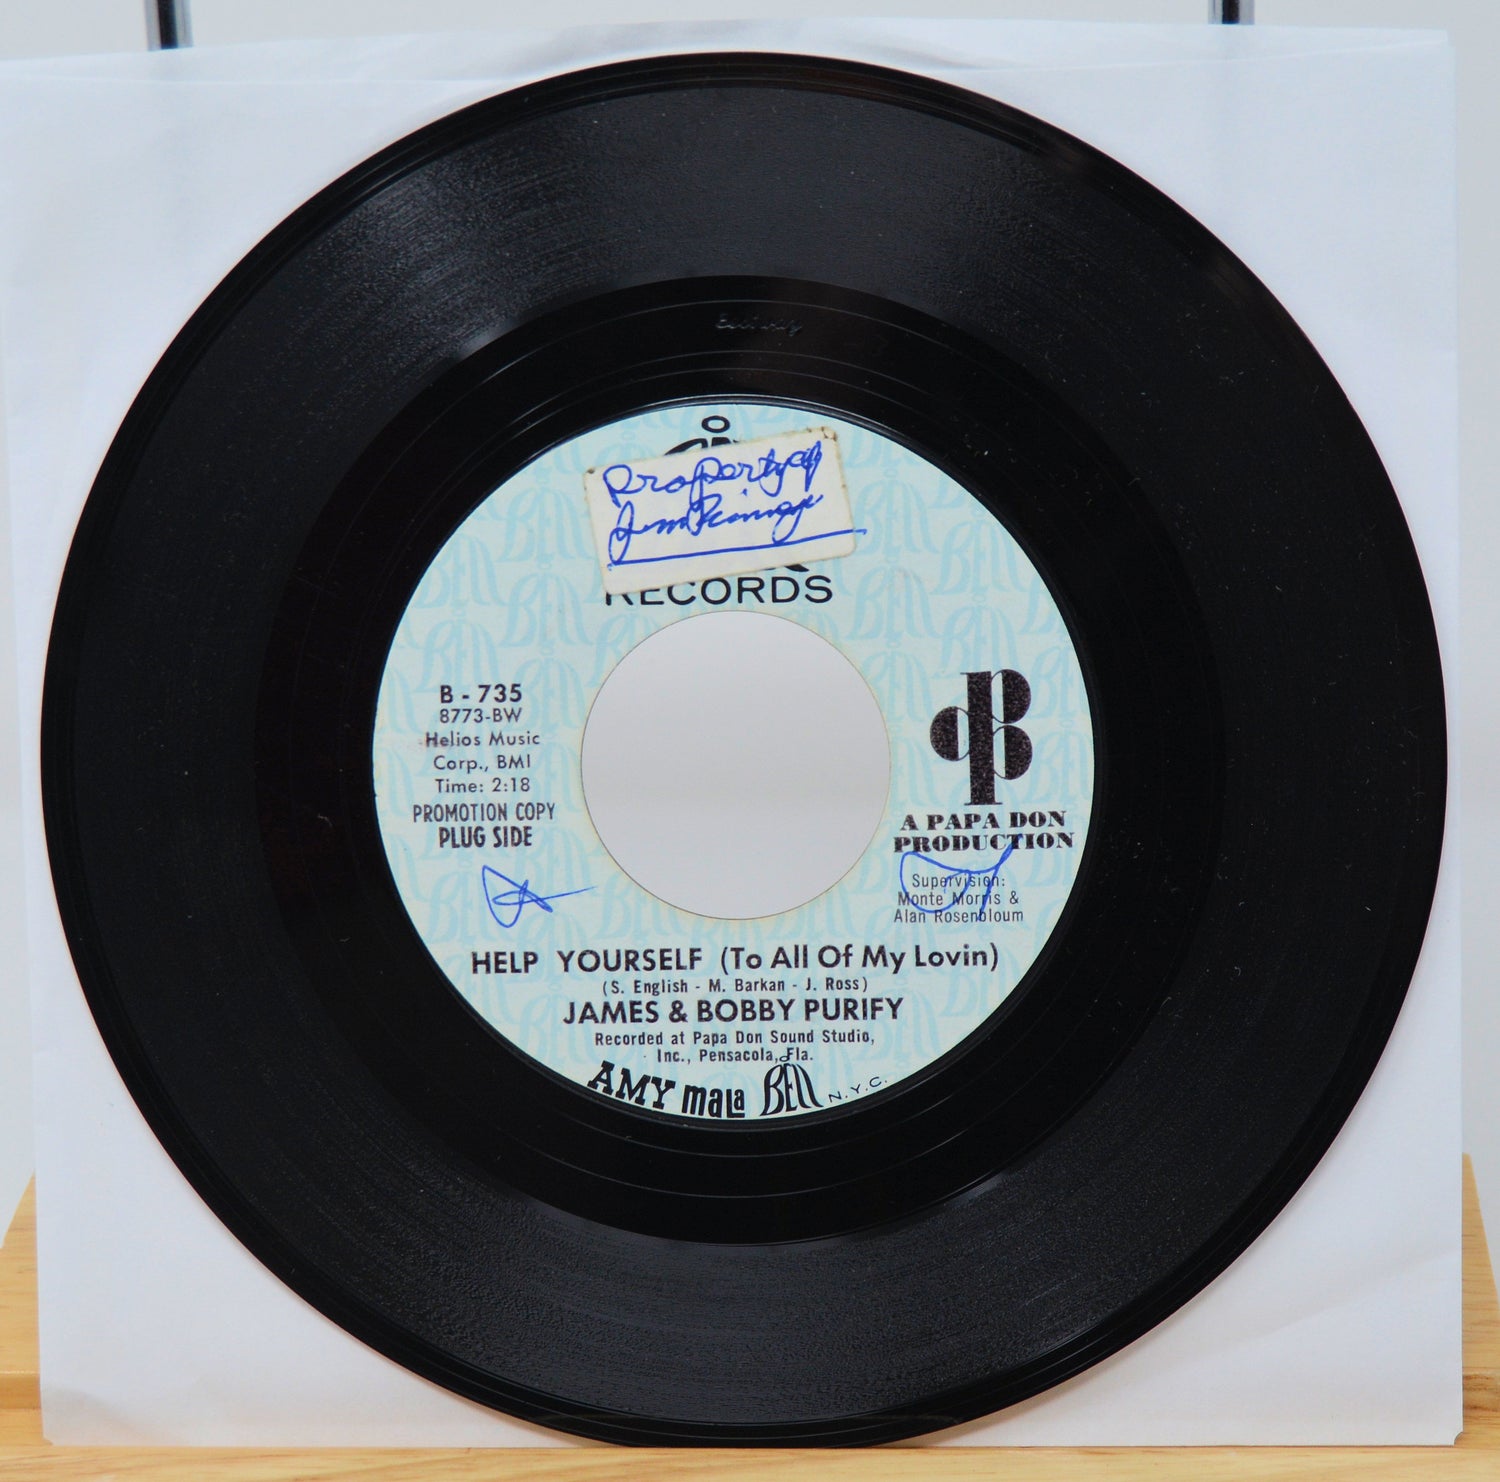 Property of
RECORDS
B - 735
8773-BW
Helios Music
Corp., BMI
Time: 2:18
PROMOTION COPY
PLUG SIDE
A PAPA DON
PRODUCTION
Supervision:
Monte Morris &
Alan Rosenbloum
HELP YOURSELF (To All Of My Lovin)
(S. English - M. Barkan - J. Ross)
JAMES & BOBBY PURIFY
Recorded at Papa Don Sound Studio,
Inc., Pensacola, Fla.
AMY mala BELL N.Y.C.